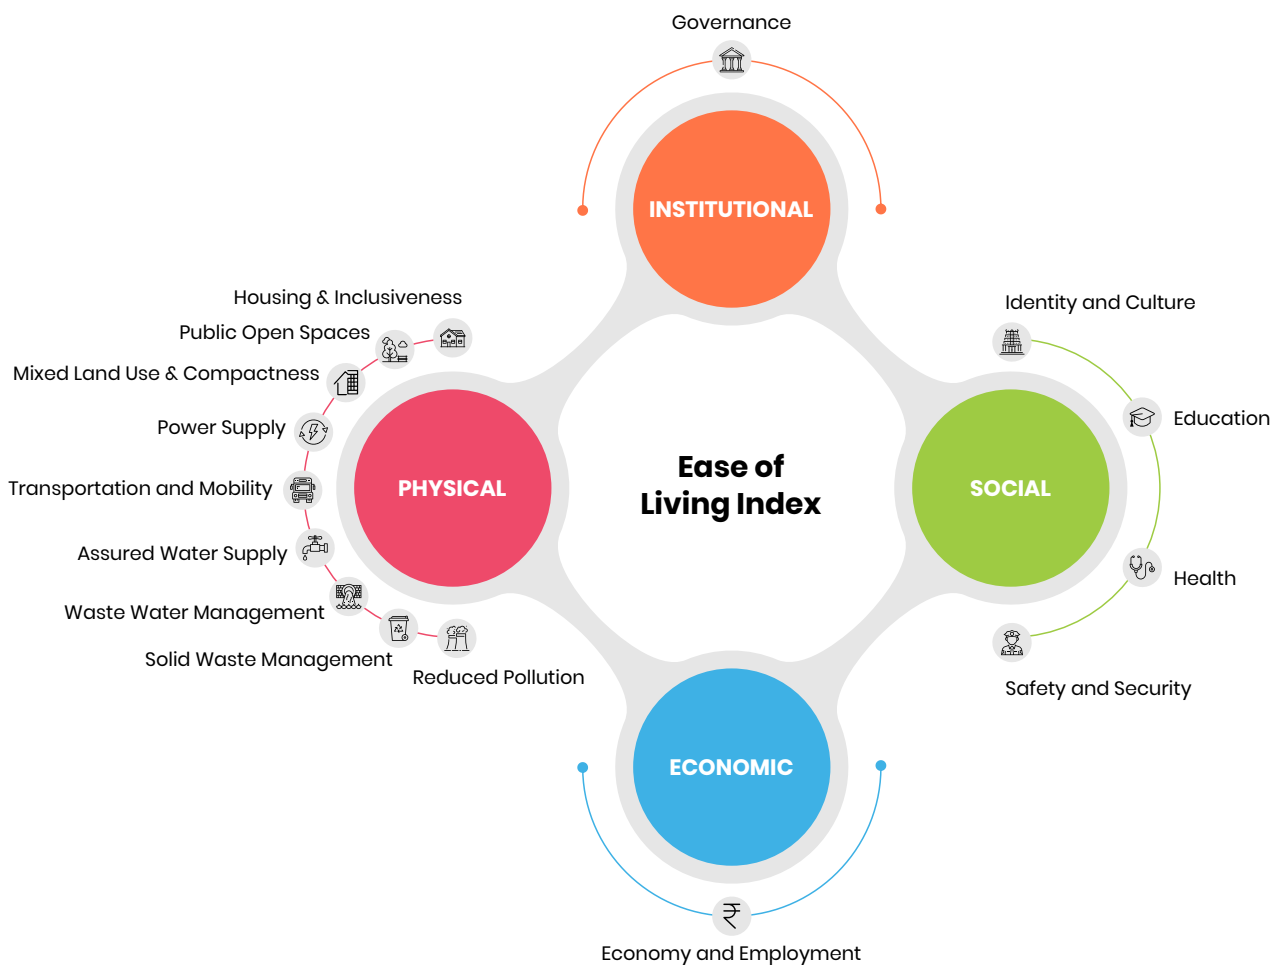 Governance
INSTITUTIONAL
Housing & Inclusiveness
Public Open Spaces
Mixed Land Use & Compactness
Power Supply
Transportation and Mobility
Assured Water Supply
Waste Water Management
Solid Waste Management
Reduced Pollution
PHYSICAL
Ease of
Living Index
SOCIAL
Identity and Culture
Education
Health
Safety and Security
ECONOMIC
₹
Economy and Employment